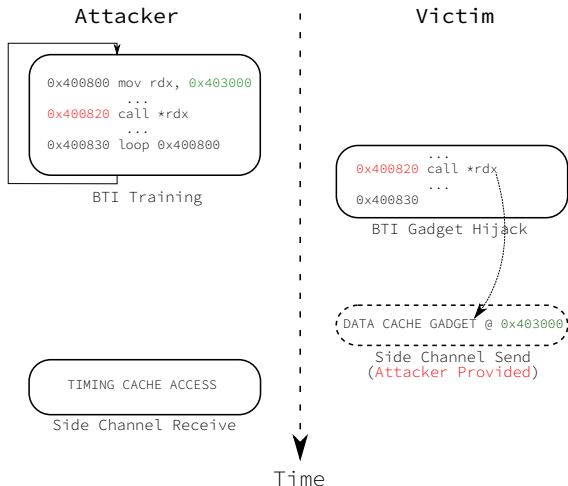 Attacker
0x400800 mov rdx, 0x403000
...
0x400820 call *rdx
...
0x400830 loop 0x400800
BTI Training
Victim
...
0x400820 call *rdx
...
0x400830
BTI Gadget Hijack
DATA CACHE GADGET @ 0x403000
Side Channel Send
(Attacker Provided)
TIMING CACHE ACCESS
Side Channel Receive
Time